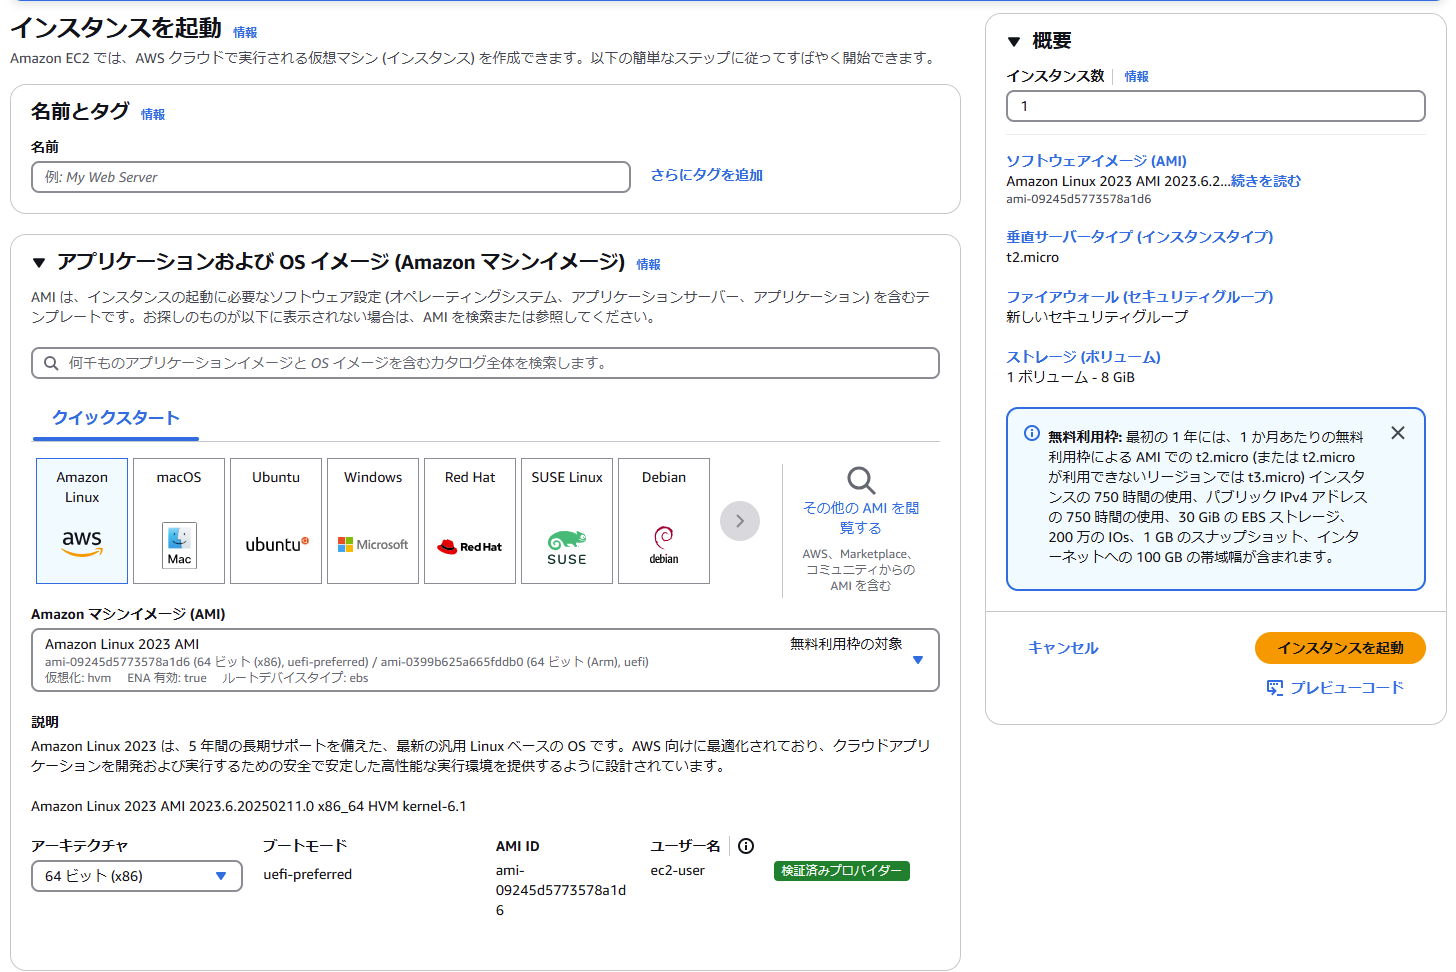 インスタンスを起動 情報
Amazon EC2 では、AWS クラウドで実行される仮想マシン (インスタンス) を作成できます。以下の簡単なステップに従ってすばやく開始できます。
名前とタグ 情報
名前
例: My Web Server
さらにタグを追加
▼ アプリケーションおよび OS イメージ (Amazon マシンイメージ) 情報
AMI は、インスタンスの起動に必要なソフトウェア設定 (オペレーティングシステム、アプリケーションサーバー、アプリケーション) を含むテ
ンプレートです。お探しのものが以下に表示されない場合は、AMI を検索または参照してください。
何千ものアプリケーションイメージと OS イメージを含むカタログ全体を検索します。
クイックスタート
Amazon
Linux
aws
macOS
Mac
Ubuntu
ubuntu
Windows
Microsoft
Red Hat
Red Hat
SUSE Linux
SUSE
Debian
debian
その他の AMI を閲
覧する
AWS、Marketplace、
コミュニティからの
AMI を含む
Amazon マシンイメージ (AMI)
Amazon Linux 2023 AMI
無料利用枠の対象
ami-09245d5773578a1d6 (64 ビット (x86), uefi-preferred) / ami-0399b625a665fddb0 (64 ビット (Arm), uefi)
仮想化: hvm ENA 有効: true ルートデバイスタイプ: ebs
説明
Amazon Linux 2023 は、5 年間の長期サポートを備えた、最新の汎用 Linux ベースの OS です。AWS 向けに最適化されており、クラウドアプリ
ケーションを開発および実行するための安全で安定した高性能な実行環境を提供するように設計されています。
Amazon Linux 2023 AMI 2023.6.20250211.0 x86_64 HVM kernel-6.1
アーキテクチャ
64 ビット (x86)
ブートモード
uefi-preferred
AMI ID
ami-
09245d5773578a1d
6
ユーザー名
ec2-user
検証済みプロバイダー
▼ 概要
インスタンス数 情報
1
ソフトウェアイメージ (AMI)
Amazon Linux 2023 AMI 2023.6.2...続きを読む
ami-09245d5773578a1d6
垂直サーバータイプ (インスタンスタイプ)
t2.micro
ファイアウォール (セキュリティグループ)
新しいセキュリティグループ
ストレージ (ボリューム)
1 ボリューム - 8 GiB
無料利用枠: 最初の 1 年には、1 か月あたりの無料
利用枠による AMI での t2.micro (または t2.micro
が利用できないリージョンでは t3.micro) インスタ
ンスの 750 時間の使用、パブリック IPv4 アドレス
の 750 時間の使用、30 GiB の EBS ストレージ、
200 万の IOs、1 GB のスナップショット、インタ
ーネットへの 100 GB の帯域幅が含まれます。
キャンセル
インスタンスを起動
プレビューコード